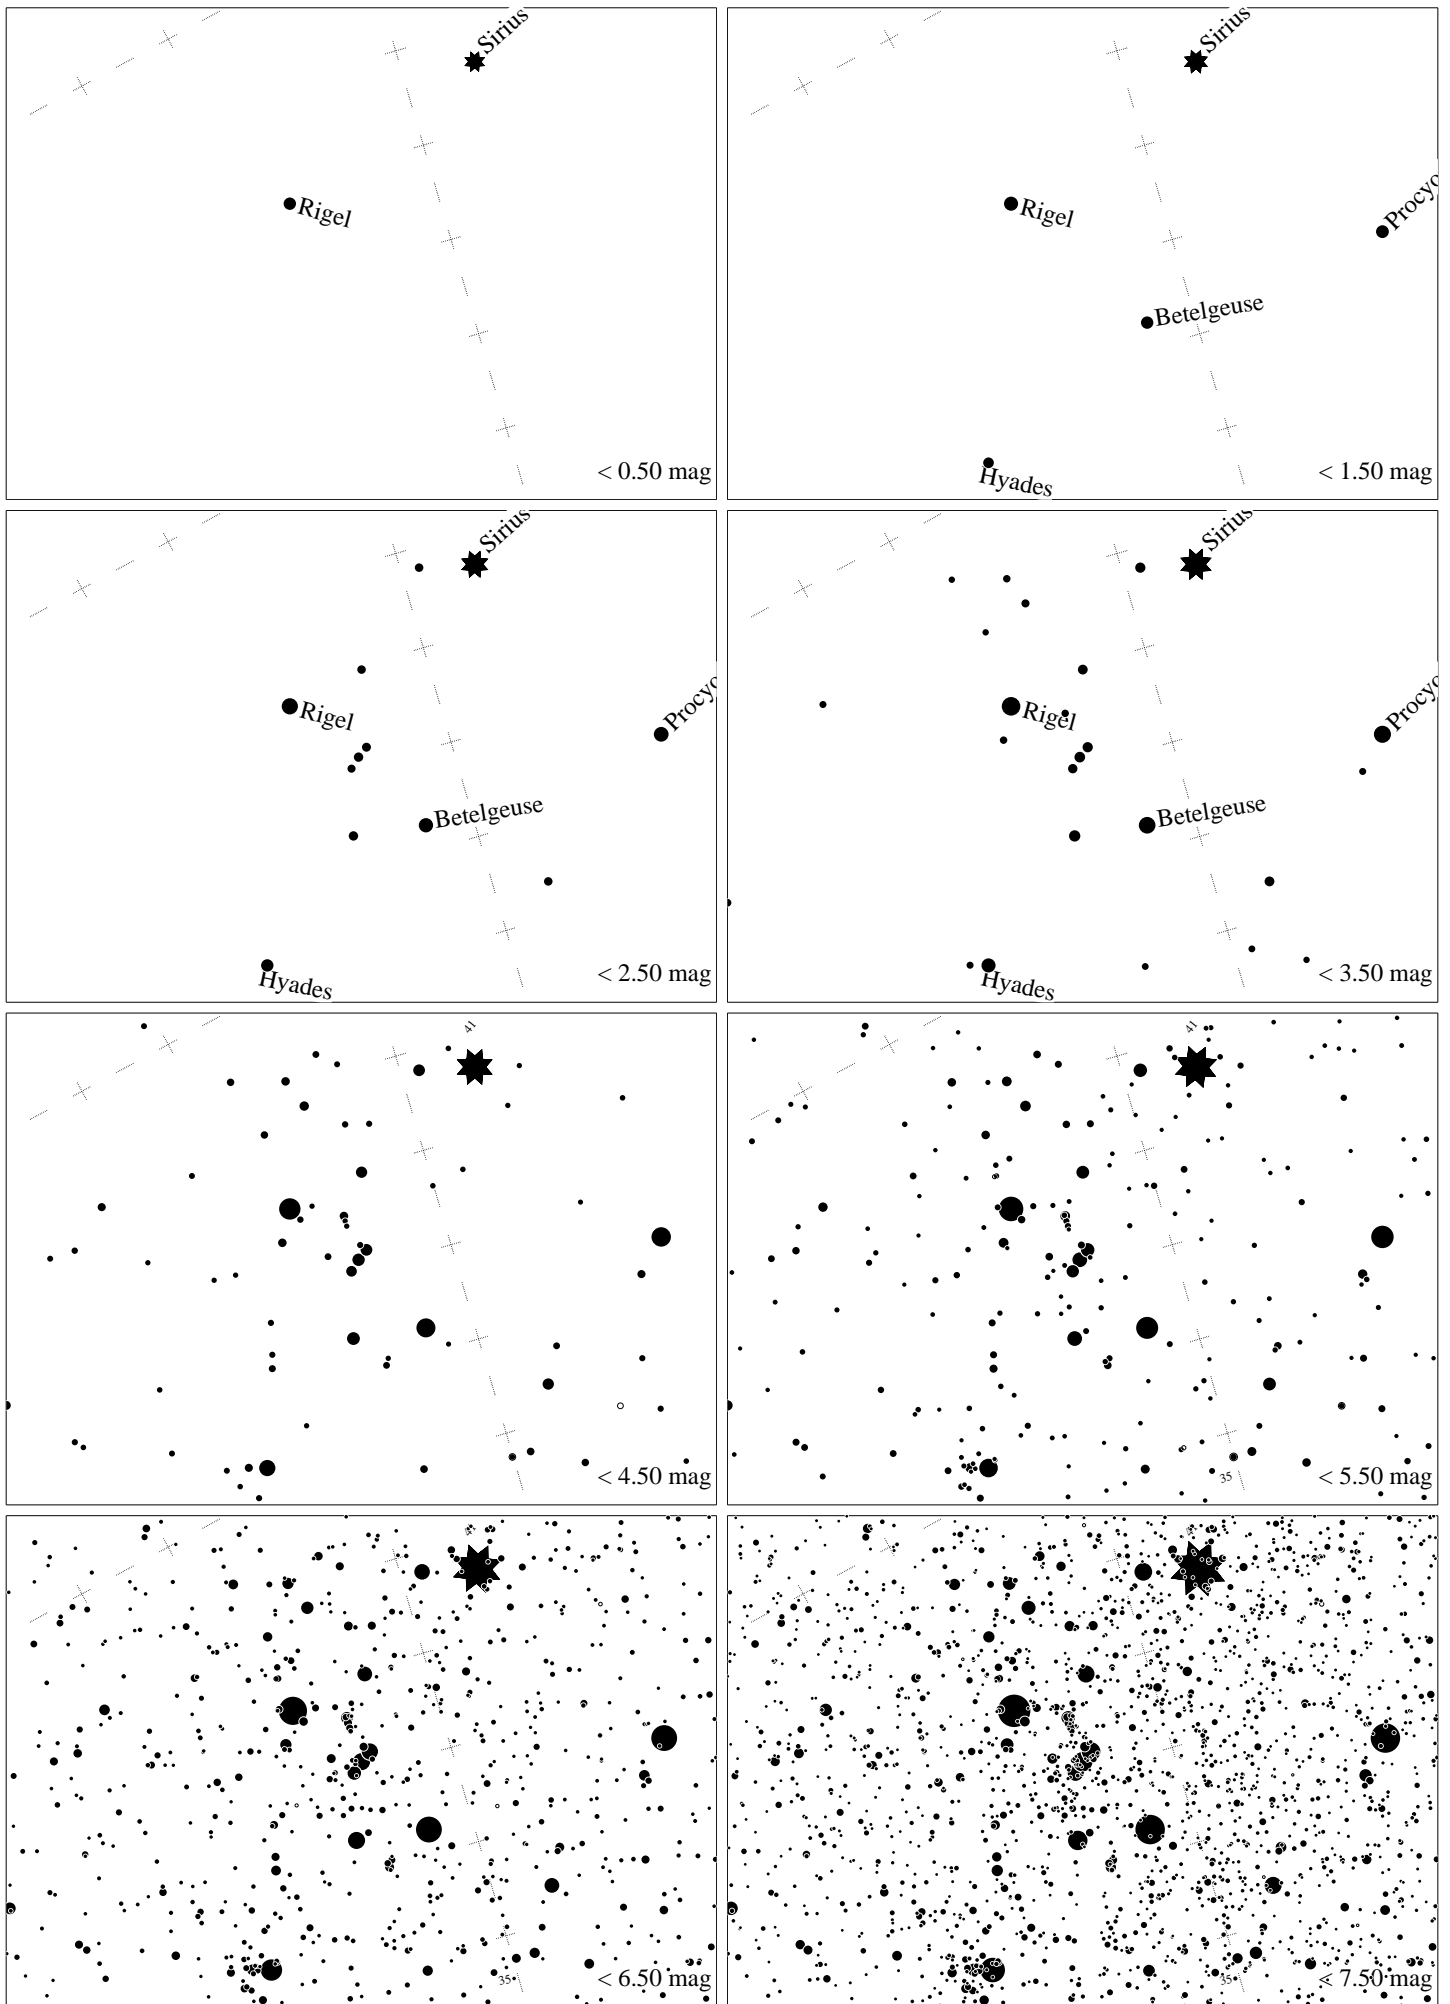 Sirius
Rigel
< 0.50 mag
Sirius
Procyo
Rigel
Betelgeuse
Hyades
< 1.50 mag
Sirius
Procyo
Rigel
Betelgeuse
Hyades
< 2.50 mag
Sirius
Procyo
Rigel
Betelgeuse
Hyades
< 3.50 mag
41
< 4.50 mag
41
35
< 5.50 mag
35
< 6.50 mag
35
< 7.50 mag